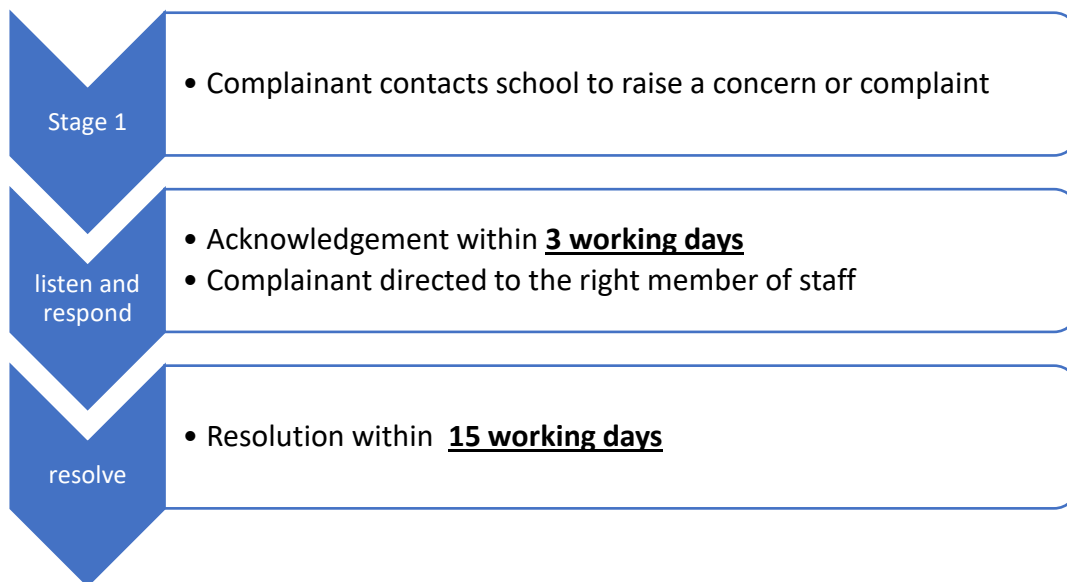 Stage 1
• Complainant contacts school to raise a concern or complaint
listen and
respond
• Acknowledgement within 3 working days
• Complainant directed to the right member of staff
resolve
• Resolution within 15 working days